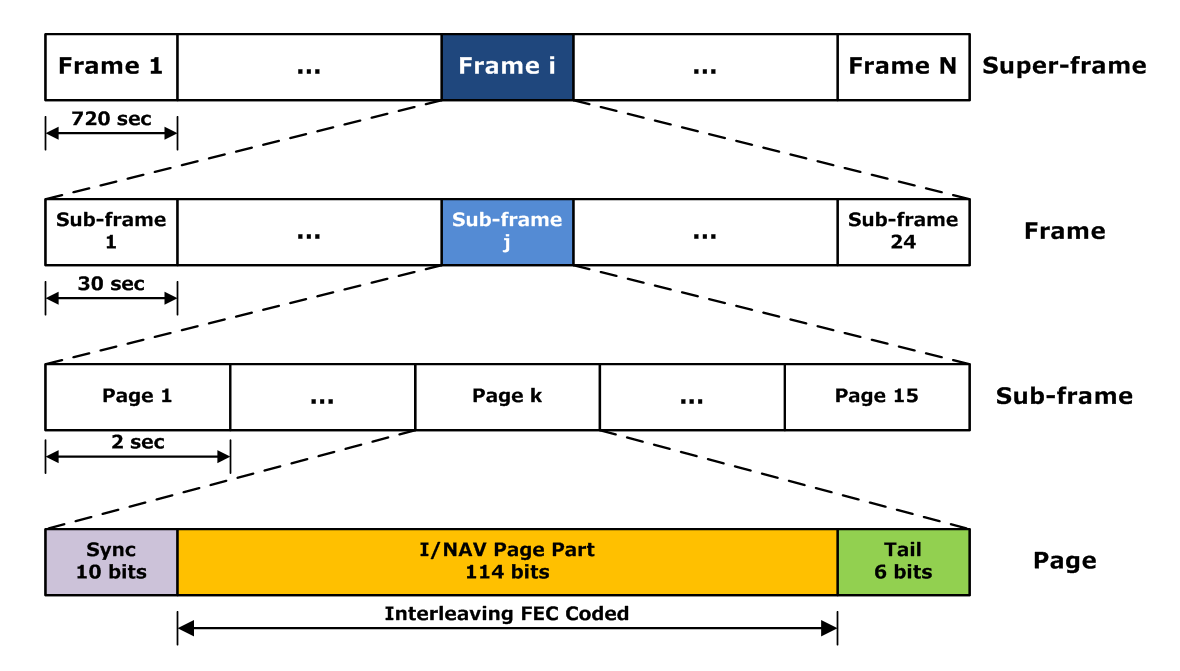 Frame 1
...
Frame i
...
Frame N
Super-frame
720 sec
Sub-frame
1
...
Sub-frame
j
...
Sub-frame
24
Frame
30 sec
Page 1
...
Page k
...
Page 15
Sub-frame
2 sec
Sync
10 bits
I/NAV Page Part
114 bits
Tail
6 bits
Page
Interleaving FEC Coded